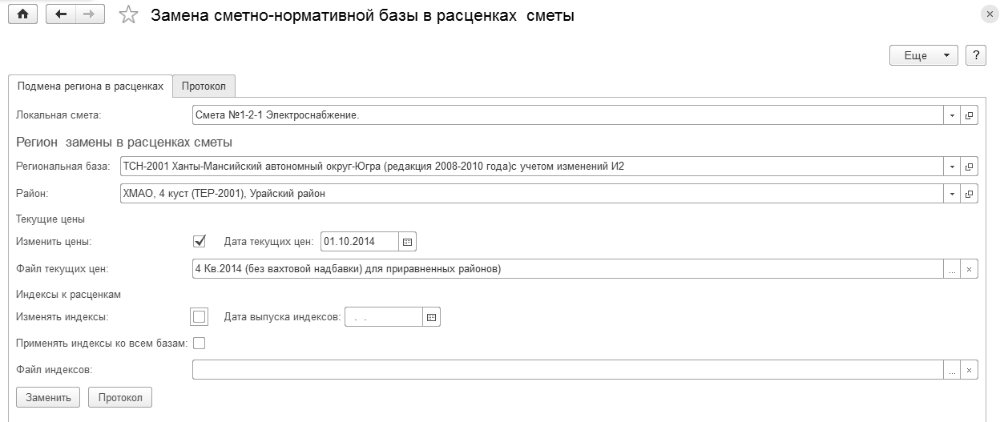 Замена сметно-нормативной базы в расценках сметы
Еще ?
Подмена региона в расценках Протокол
Локальная смета: Смета №1-2-1 Электроснабжение.
Регион замены в расценках сметы
Региональная база: ТСН-2001 Ханты-Мансийский автономный округ-Югра (редакция 2008-2010 года)с учетом изменений И2
Район: ХМАО, 4 куст (ТЕР-2001), Урайский район
Текущие цены
Изменить цены: Дата текущих цен: 01.10.2014
Файл текущих цен: 4 Кв.2014 (без вахтовой надбавки) для приравненных районов) ...
Индексы к расценкам
Изменять индексы: Дата выпуска индексов: . .
Применять индексы ко всем базам:
Файл индексов: ...
Заменить Протокол